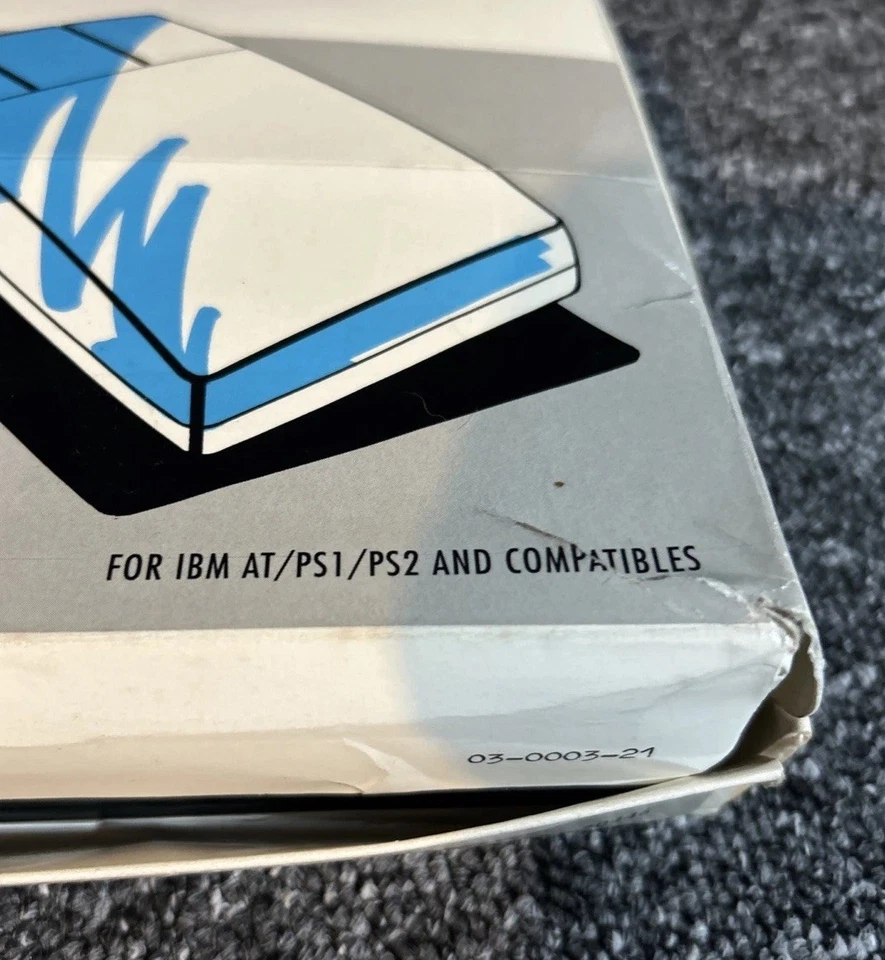 FOR IBM AT/PS1/PS2 AND COMPATIBLES
03-0003-21